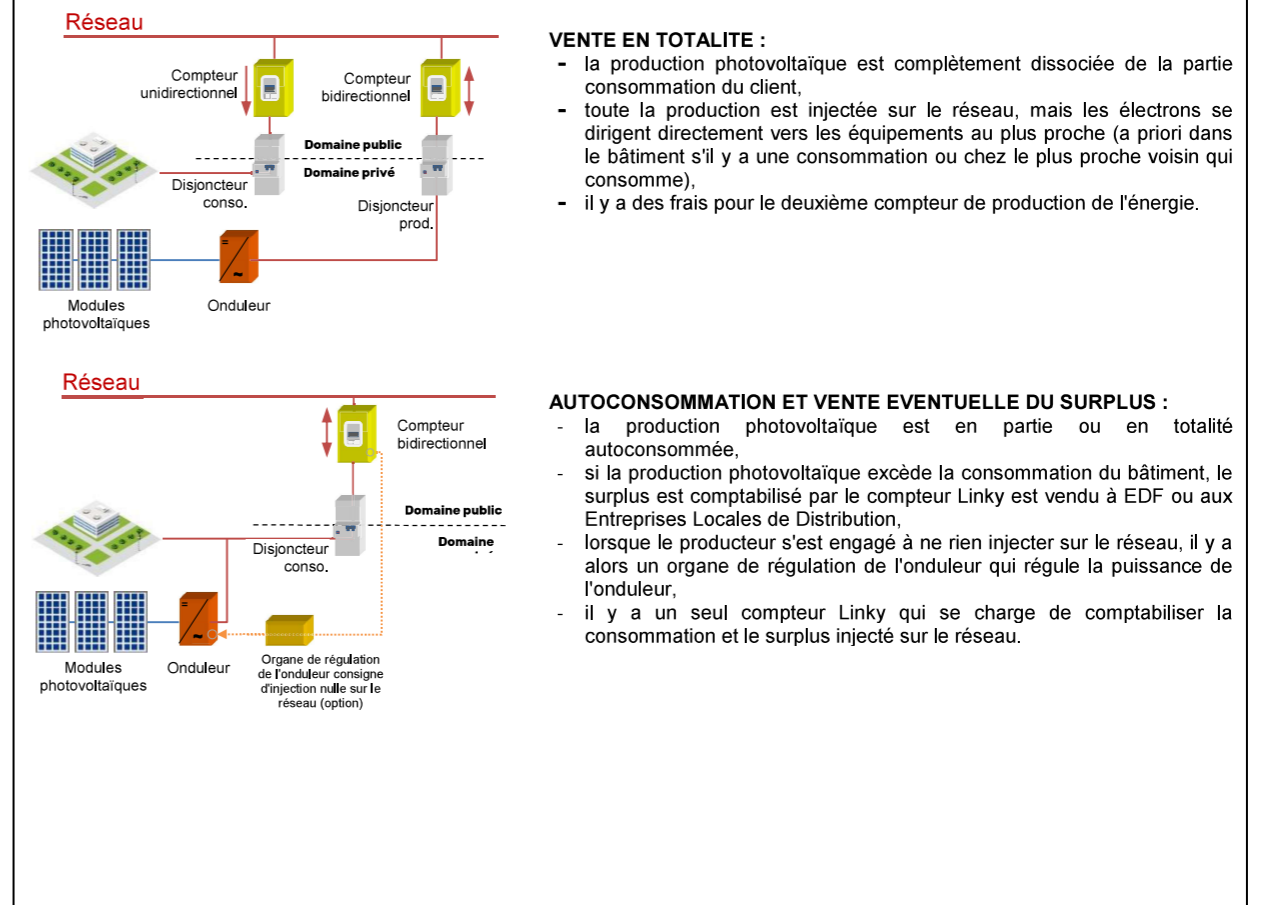 Réseau
Compteur
unidirectionnel
Compteur
bidirectionnel
Domaine public
Domaine privé
Disjoncteur
conso.
Disjoncteur
prod.
Modules
photovoltaïques
Onduleur
VENTE EN TOTALITE :
- la production photovoltaïque est complètement dissociée de la partie
consommation du client,
- toute la production est injectée sur le réseau, mais les électrons se
dirigent directement vers les équipements au plus proche (a priori dans
le bâtiment s'il y a une consommation ou chez le plus proche voisin qui
consomme),
- il y a des frais pour le deuxième compteur de production de l'énergie.
Réseau
Compteur
bidirectionnel
Domaine public
Domaine
Disjoncteur
conso.
Modules
photovoltaïques
Onduleur
Organe de régulation
de l'onduleur consigne
d'injection nulle sur le
réseau (option)
AUTOCONSOMMATION ET VENTE EVENTUELLE DU SURPLUS :
- la production photovoltaïque est en partie ou en totalité
autoconsommée,
- si la production photovoltaïque excède la consommation du bâtiment, le
surplus est comptabilisé par le compteur Linky est vendu à EDF ou aux
Entreprises Locales de Distribution,
- lorsque le producteur s'est engagé à ne rien injecter sur le réseau, il y a
alors un organe de régulation de l'onduleur qui régule la puissance de
l'onduleur,
- il y a un seul compteur Linky qui se charge de comptabiliser la
consommation et le surplus injecté sur le réseau.